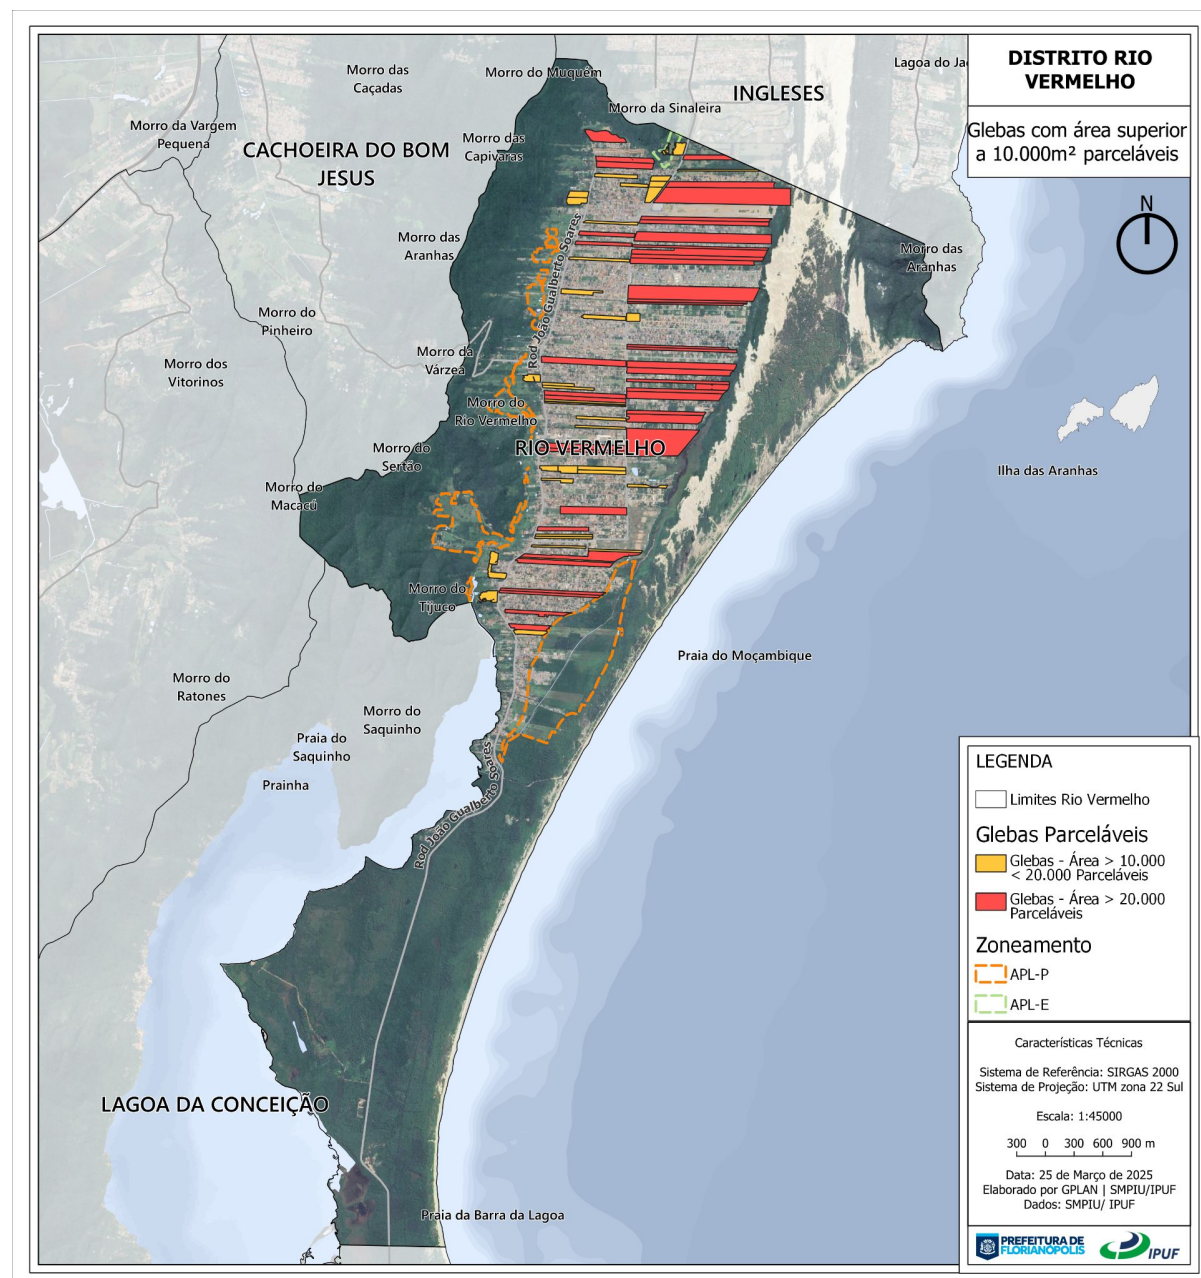 DISTRITO RIO
VERMELHO
Glebas com área superior
a 10.000m² parceláveis
N
Morro das
Caçadas
Morro do Muquém
INGLESES
Morro da Sinaleira
Morro da Vargem
Pequena
CACHOEIRA DO BOM
JESUS
Morro das
Capivaras
Morro das
Aranhas
Rod João Gualberto Soares
Morro das
Aranhas
Morro do
Pinheiro
Morro dos
Vitorinos
Morro da
Várzea
Morro do
Rio Vermelho
RIO VERMELHO
Morro do
Sertão
Morro do
Macacú
Ilha das Aranhas
Morro do
Tijuco
Praia do Moçambique
Morro do
Ratones
Morro do
Saquinho
Praia do
Saquinho
Prainha
Rod João Gualberto Soares
LAGOA DA CONCEIÇÃO
Praia da Barra da Lagoa
LEGENDA
Limites Rio Vermelho
Glebas Parceláveis
Glebas - Área > 10.000
< 20.000 Parceláveis
Glebas - Área > 20.000
Parceláveis
Zoneamento
APL-P
APL-E
Características Técnicas
Sistema de Referência: SIRGAS 2000
Sistema de Projeção: UTM zona 22 Sul
Escala: 1:45000
300 0 300 600 900 m
Data: 25 de Março de 2025
Elaborado por GPLAN | SMPIU/IPUF
Dados: SMPIU/ IPUF
PREFEITURA DE
FLORIANÓPOLIS
IPUF